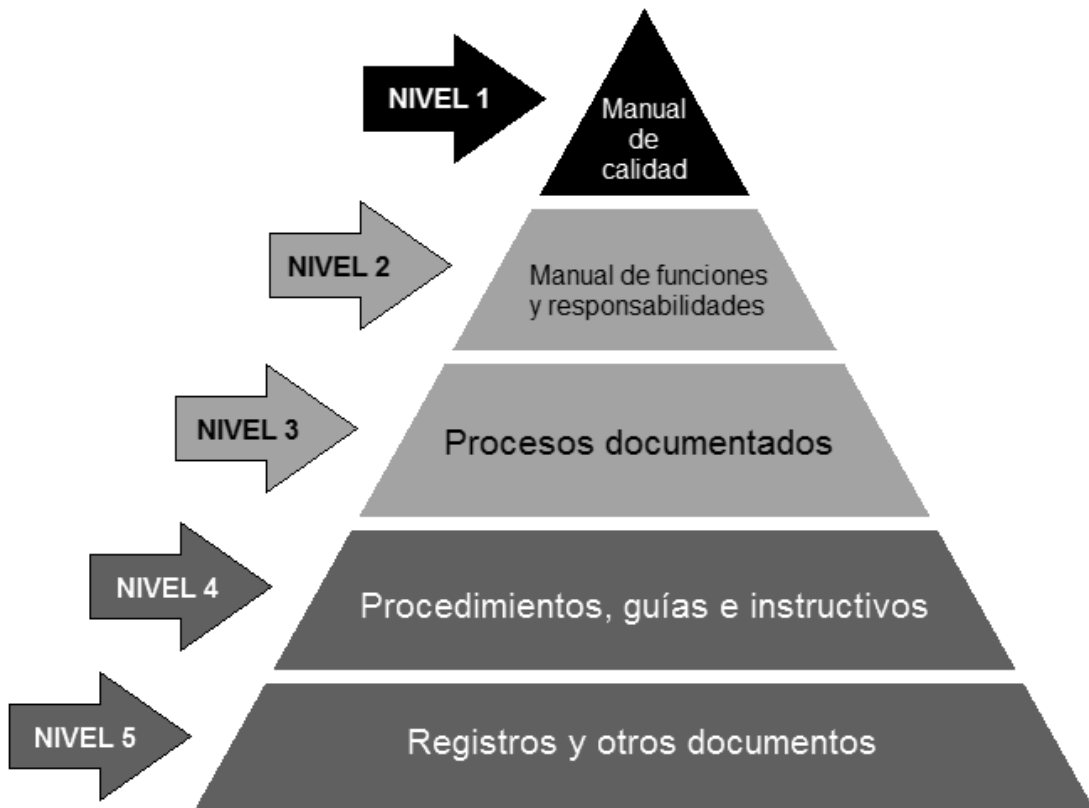 NIVEL 1
Manual
de
calidad
NIVEL 2
Manual de funciones
y responsabilidades
NIVEL 3
Procesos documentados
NIVEL 4
Procedimientos, guías e instructivos
NIVEL 5
Registros y otros documentos